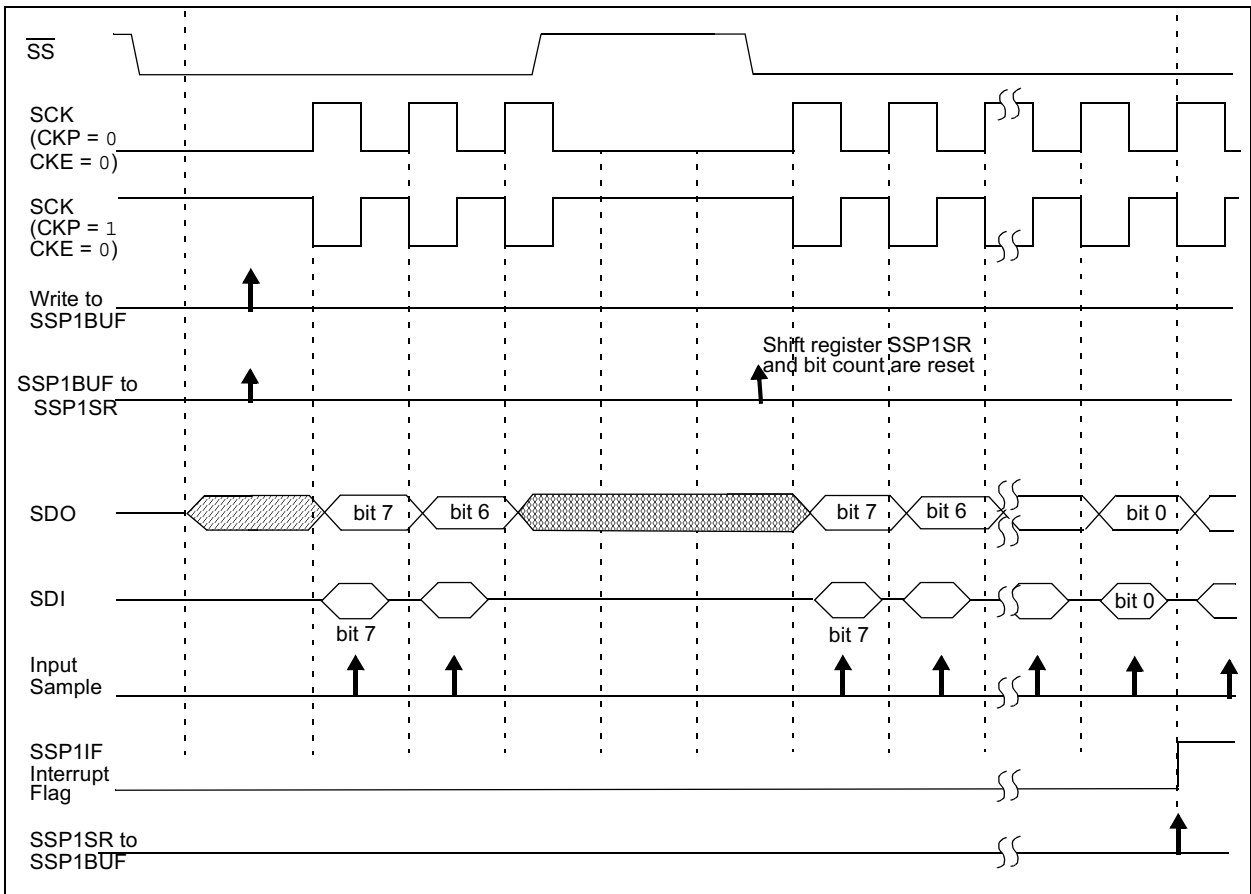 SS
SCK
(CKP = 0
CKE = 0)
SCK
(CKP = 1
CKE = 0)
Write to
SSP1BUF
Shift register SSP1SR
and bit count are reset
SSP1BUF to
SSP1SR
SDO
bit 7
bit 6
bit 7
bit 6
bit 0
SDI
bit 0
bit 7
bit 7
Input
Sample
SSP1IF
Interrupt
Flag
SSP1SR to
SSP1BUF